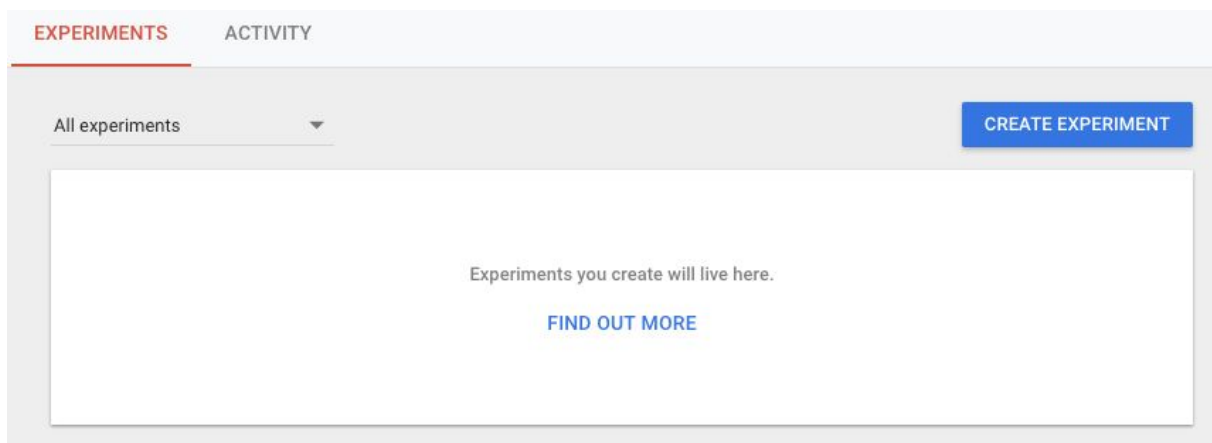 EXPERIMENTS ACTIVITY
All experiments CREATE EXPERIMENT
Experiments you create will live here.
FIND OUT MORE